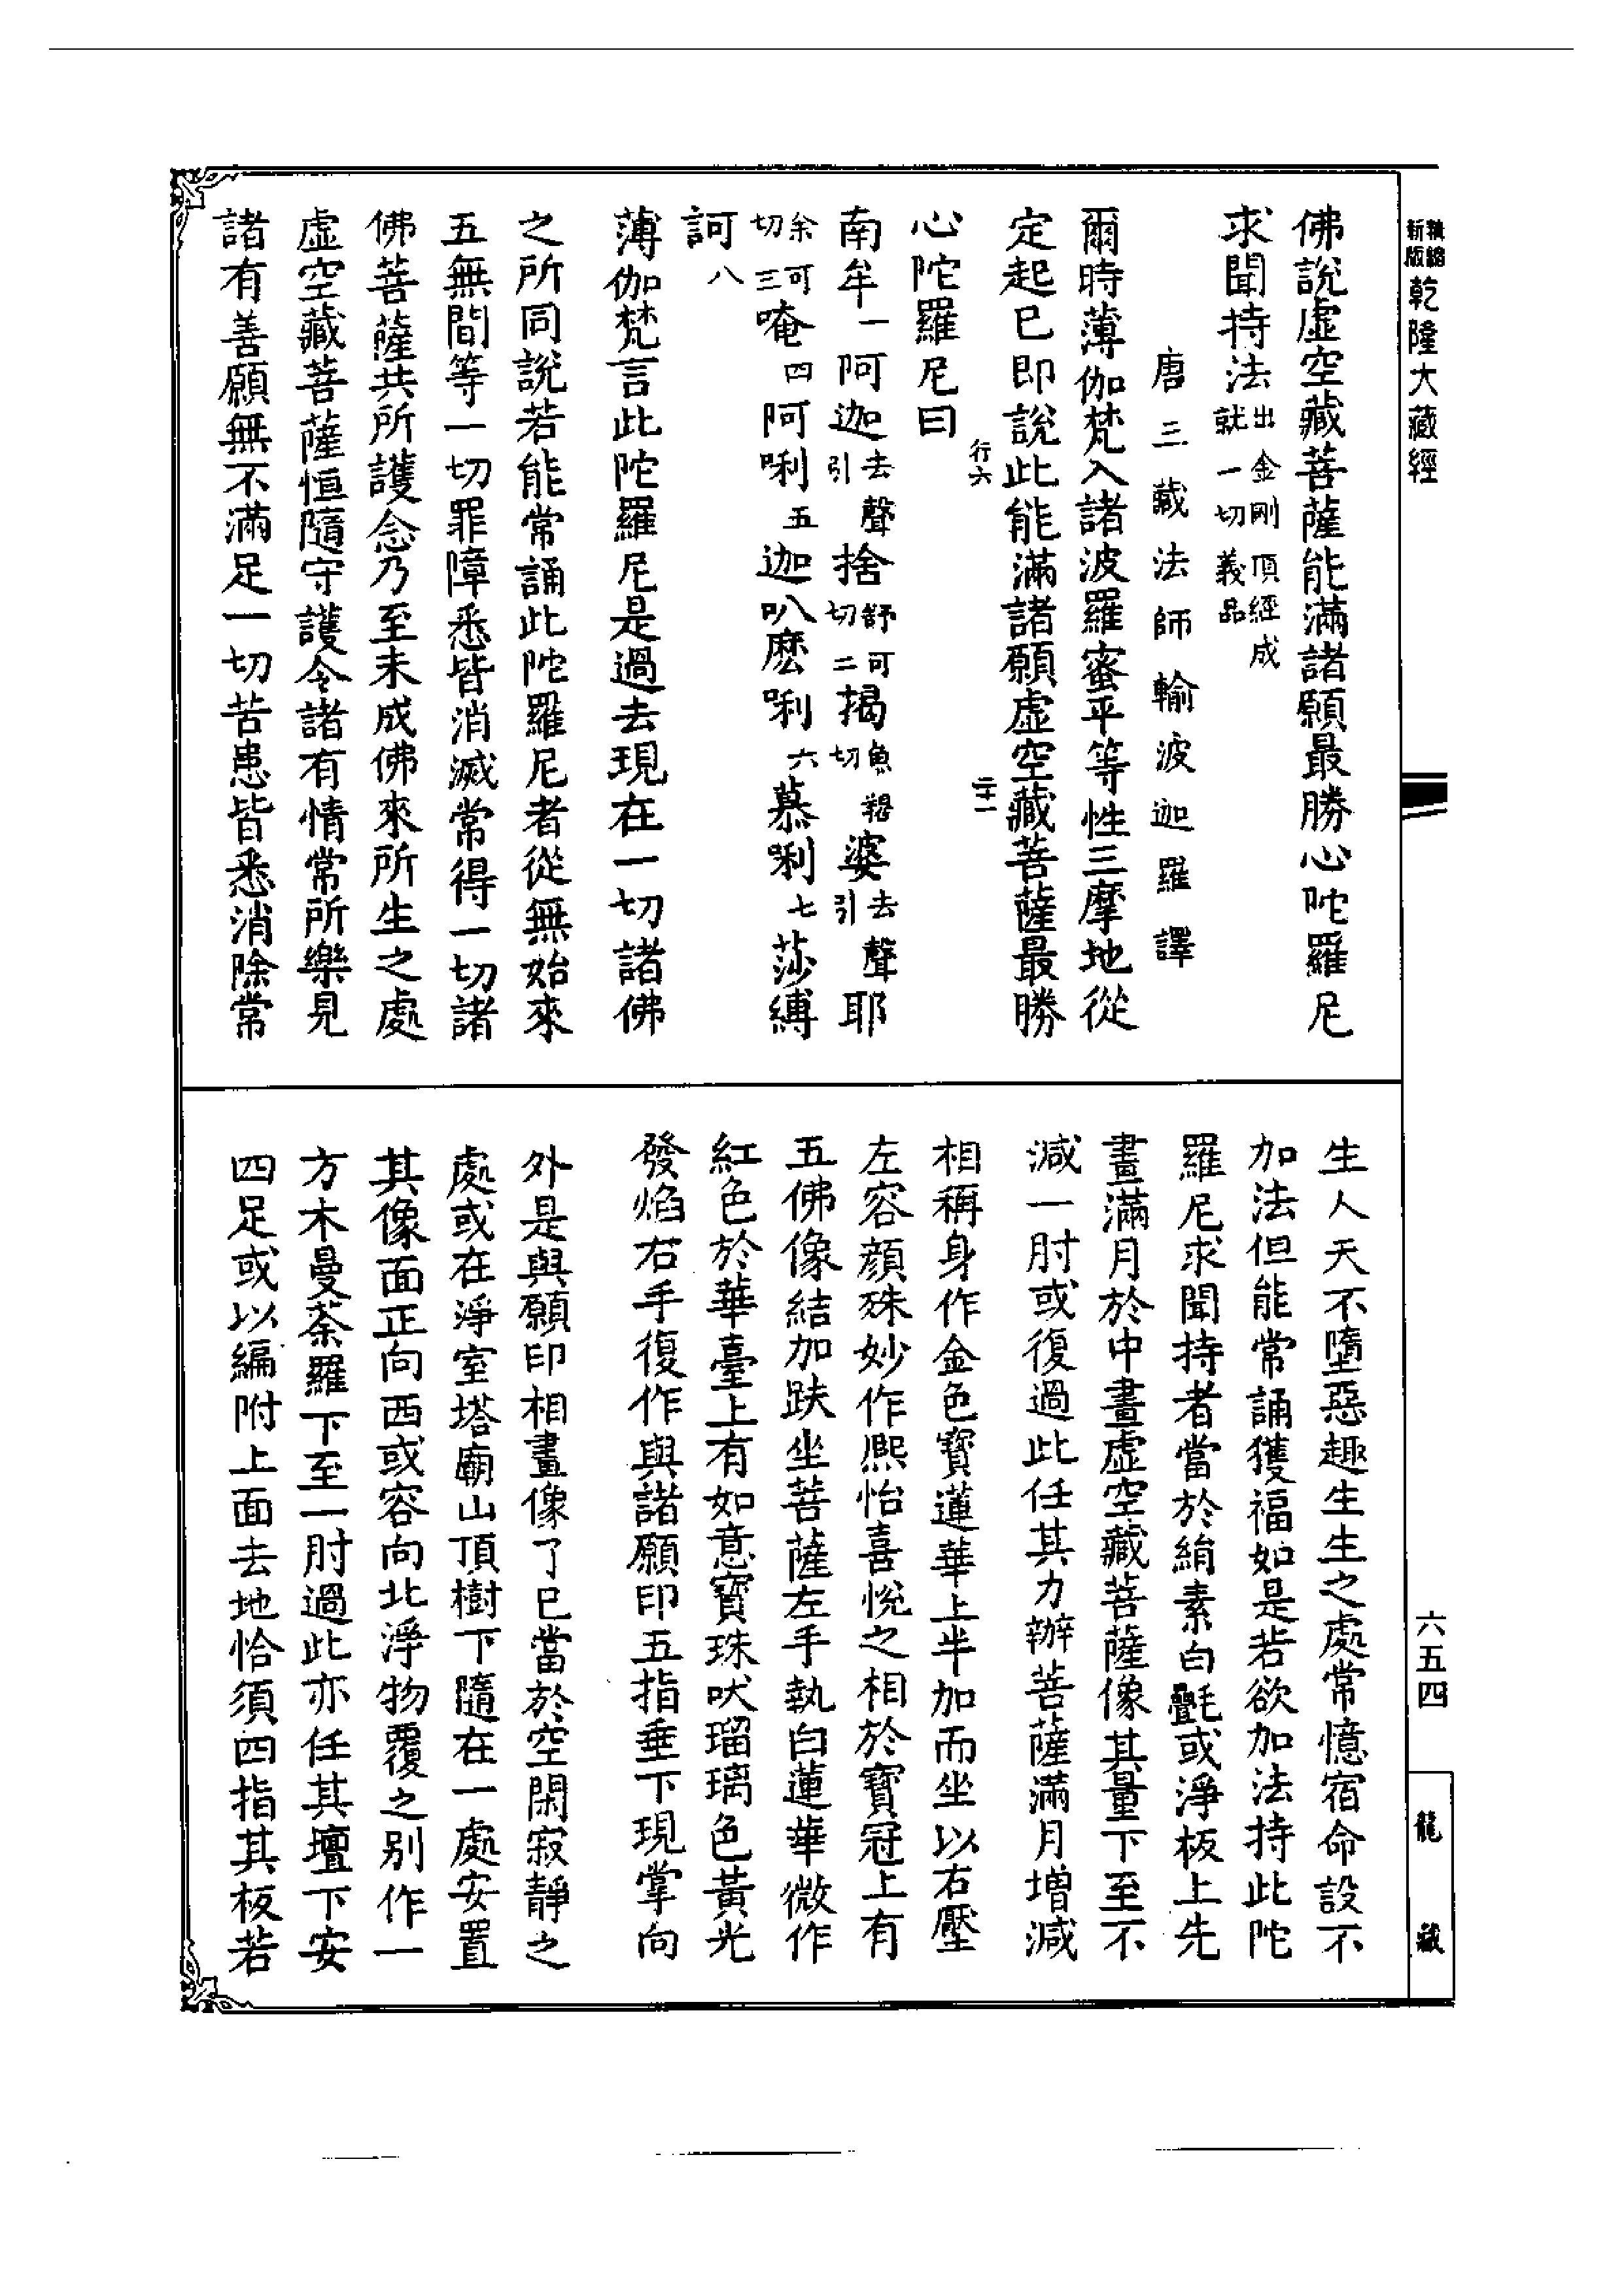 乾隆大藏經
佛說虛空藏菩薩能滿諸願最勝心陀羅尼
求聞持法出金剛頂經成就一切義品
唐三藏法師輸波迦羅譯
爾時薄伽梵入諸波羅蜜平等性三摩地從
定起已即說此能滿諸願虛空藏菩薩最勝
行六
二十一
心陀羅尼曰
南牟一阿迦去聲引捨舒可切二揭魚羯切婆去聲引耶
余可切三唵四阿唎五迦叭麽唎六慕唎七莎縛
訶八
薄伽梵言此陀羅尼是過去現在一切諸佛
之所同說若能常誦此陀羅尼者從無始來
五無間等一切罪障悉皆消滅常得一切諸
佛菩薩共所護念乃至未成佛來所生之處
虛空藏菩薩恒隨守護令諸有情常所樂見
諸有善願無不滿足一切苦患皆悉消除常
生人天不墮惡趣生生之處常憶宿命設不
加法但能常誦獲福如是若欲加法持此陀
羅尼求聞持者當於絹素白㲲或淨板上先
畫滿月於中畫虛空藏菩薩像其量下至不
減一肘或復過此任其力辦菩薩滿月增減
相稱身作金色寶蓮華上半加而坐以右壓
左容顏殊妙作熙怡喜悅之相於寶冠上有
五佛像結加趺坐菩薩左手執白蓮華微作
紅色於華臺上有如意寶珠吠瑠璃色黃光
發焰右手復作與諸願印五指垂下現掌向
外是與願印相畫像了已當於空閑寂靜之
處或在淨室塔廟山頂樹下隨在一處安置
其像面正向西或容向北淨物覆之别作一
方木曼荼羅下至一肘過此亦任其壇下安
四足或以編附上面去地恰須四指其板若
六五四
龍藏